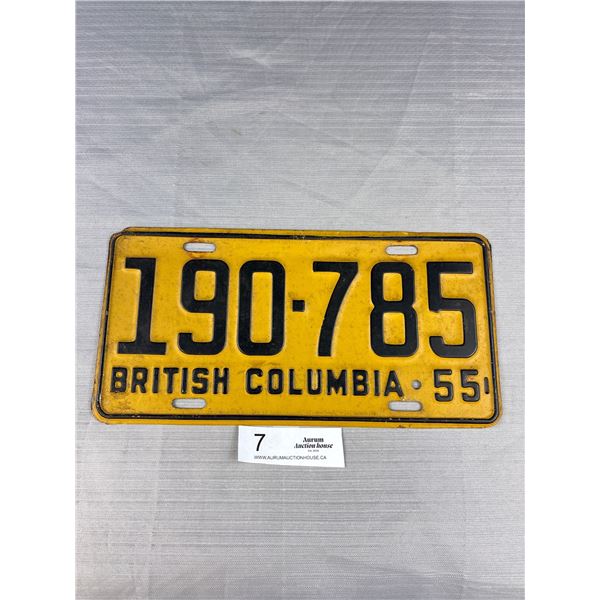 190-785
BRITISH COLUMBIA · 55
7
Aurum
Auction house
WWW.AURUMAUCTIONHOUSE.CA